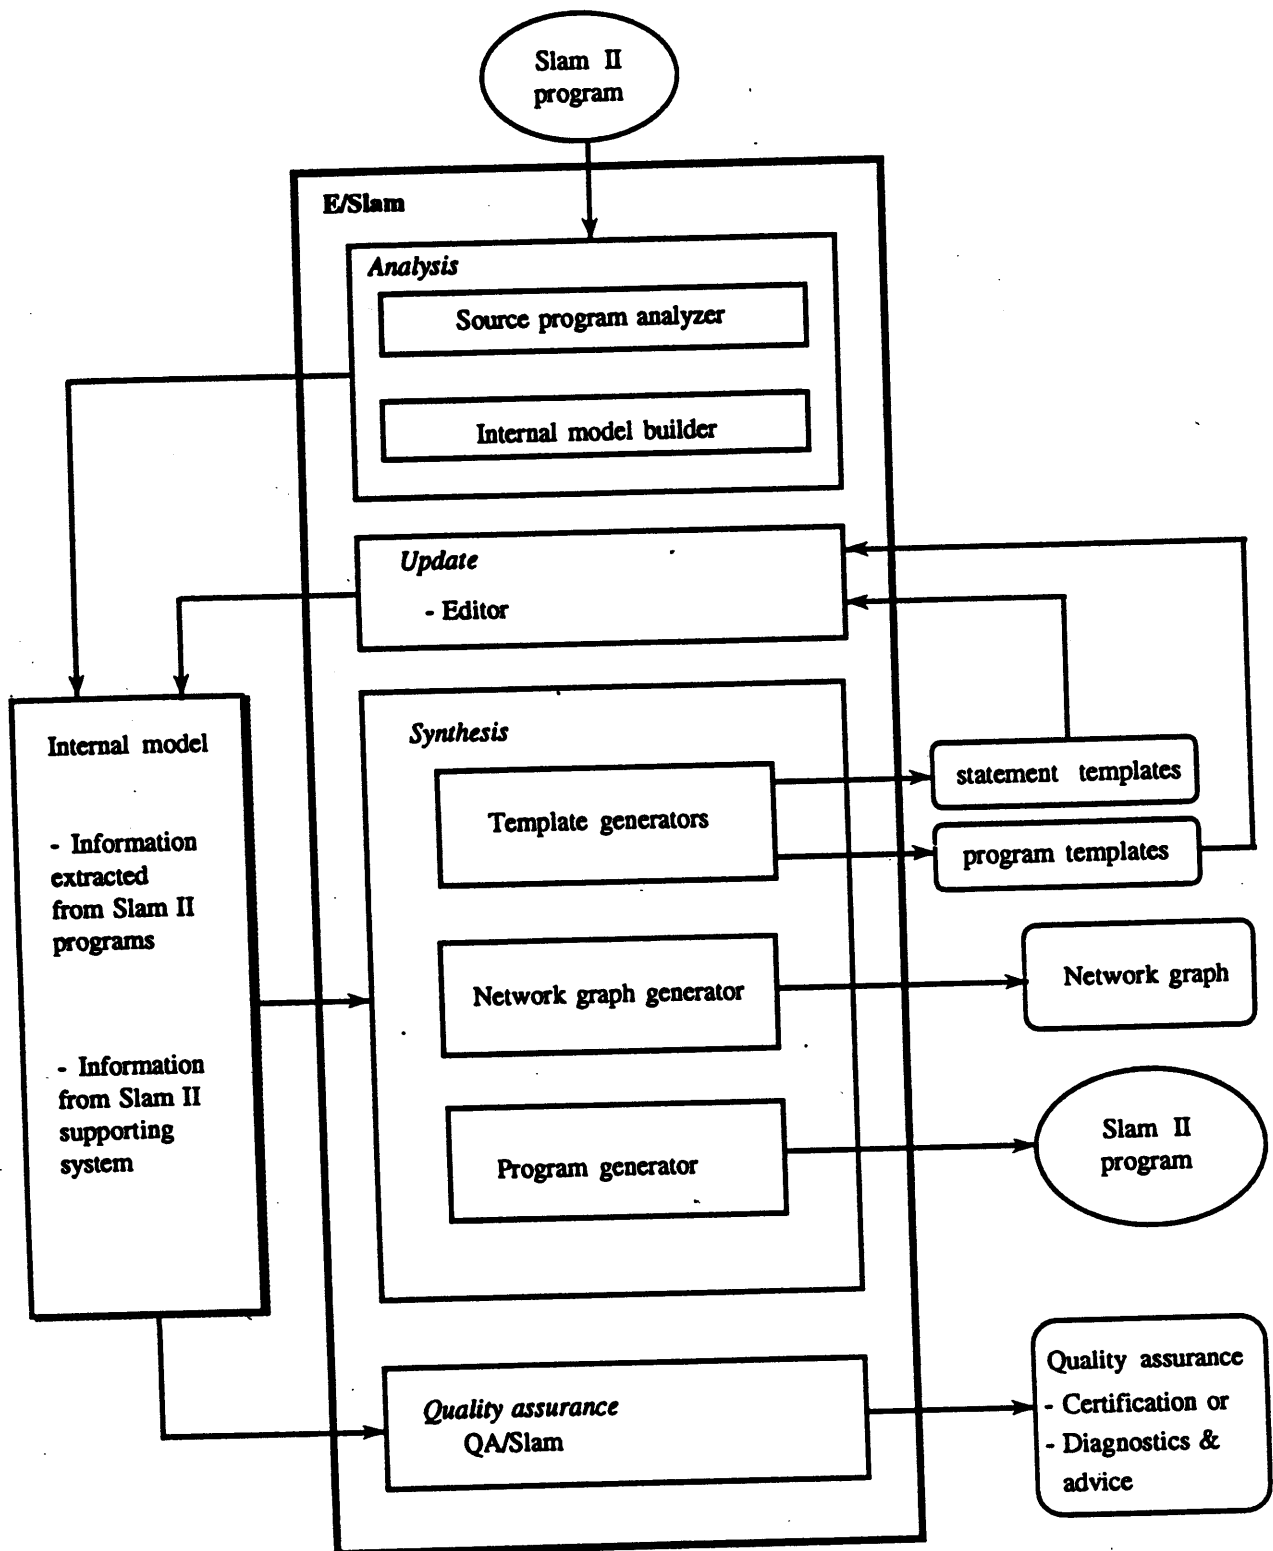 Slam II
program
E/Slam
Analysis
Source program analyzer
Internal model builder
Update
- Editor
Internal model
- Information
extracted
from Slam II
programs
- Information
from Slam II
supporting
system
Synthesis
Template generators
statement templates
program templates
Network graph generator
Network graph
Program generator
Slam II
program
Quality assurance
QA/Slam
Quality assurance
- Certification or
- Diagnostics &
advice